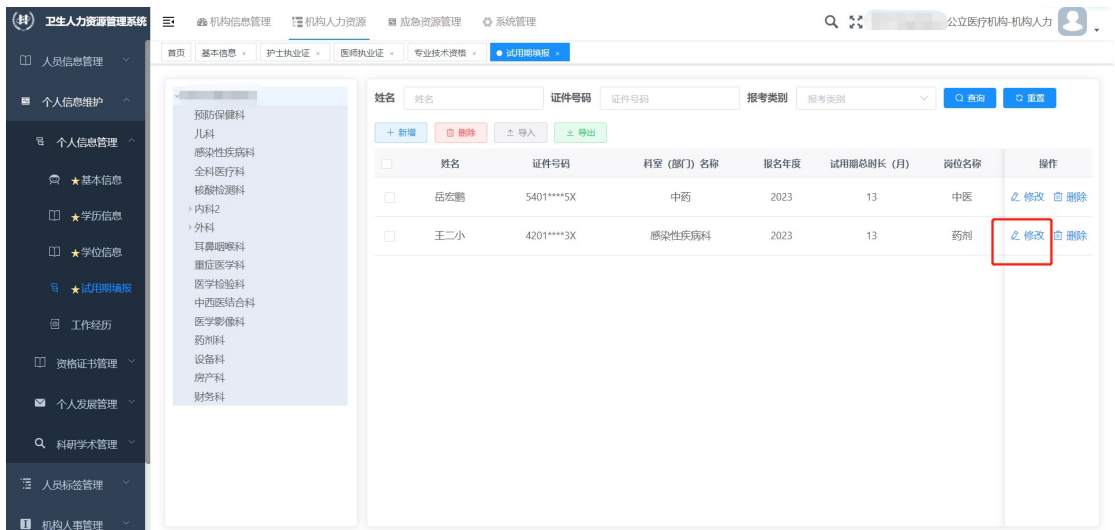 卫生人力资源管理系统 机构信息管理 机构人力资源 应急资源管理 系统管理 公立医疗机构-机构人力
首页 基本信息 × 护士执业证 × 医师执业证 × 专业技术资格 × 试用期填报 ×
人员信息管理
个人信息维护
个人信息管理
★基本信息
★学历信息
★学位信息
★试用期填报
工作经历
资格证书管理
个人发展管理
科研学术管理
人员标签管理
机构人事管理
预防保健科
儿科
感染性疾病科
全科医疗科
核酸检测科
内科2
外科
耳鼻咽喉科
重症医学科
医学检验科
中西医结合科
医学影像科
药剂科
设备科
房产科
财务科
姓名 姓名 证件号码 证件号码 报考类别 报考类别 查询 重置
+ 新增 删除 导入 导出
姓名 证件号码 科室（部门）名称 报名年度 试用期总时长（月） 岗位名称 操作
岳宏鹏 5401****5X 中药 2023 13 中医 修改 删除
王二小 4201****3X 感染性疾病科 2023 13 药剂 修改 删除